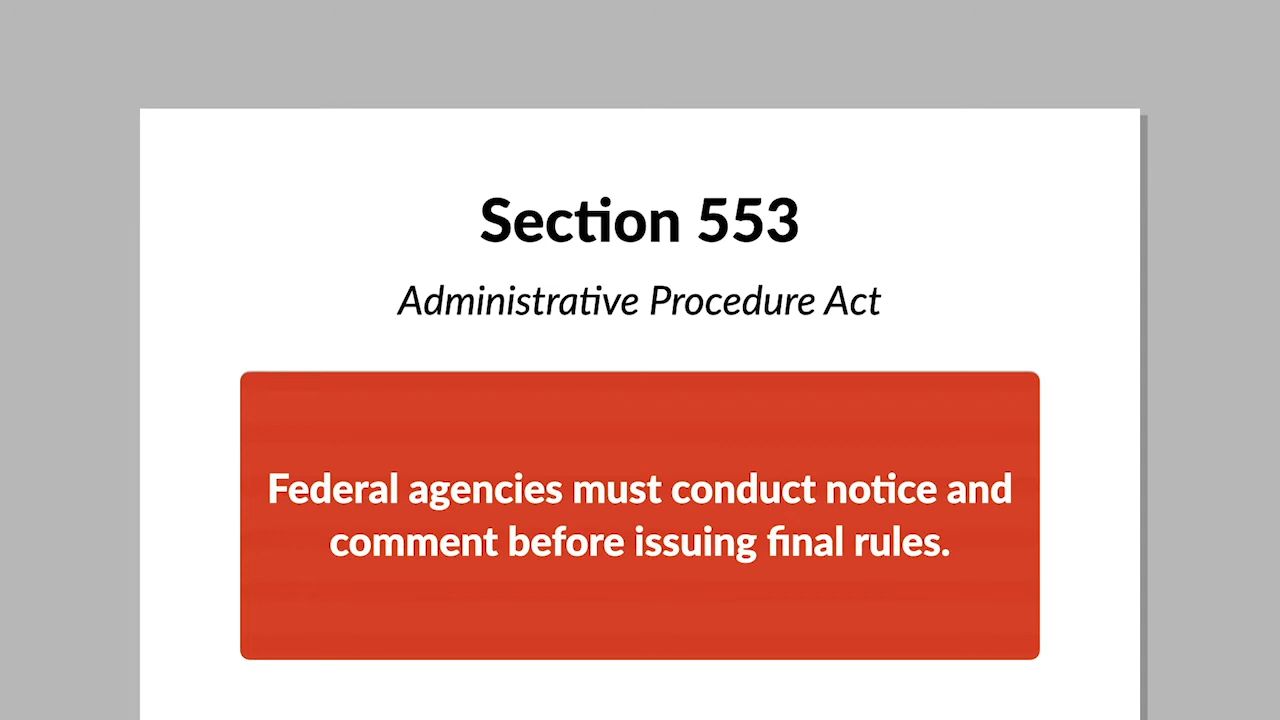 Section 553
Administrative Procedure Act
Federal agencies must conduct notice and
comment before issuing final rules.